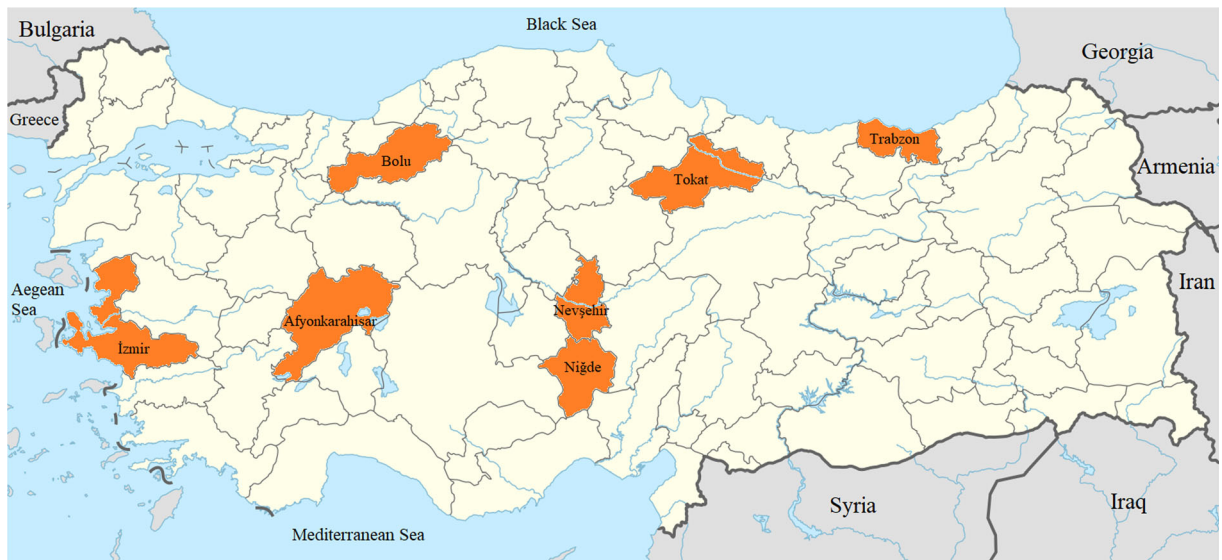 Bulgaria
Black Sea
Georgia
Greece
Trabzon
Bolu
Armenia
Tokat
Iran
Aegean
Sea
Nevşehir
Afyonkarahisar
İzmir
Niğde
Syria
Iraq
Mediterranean Sea